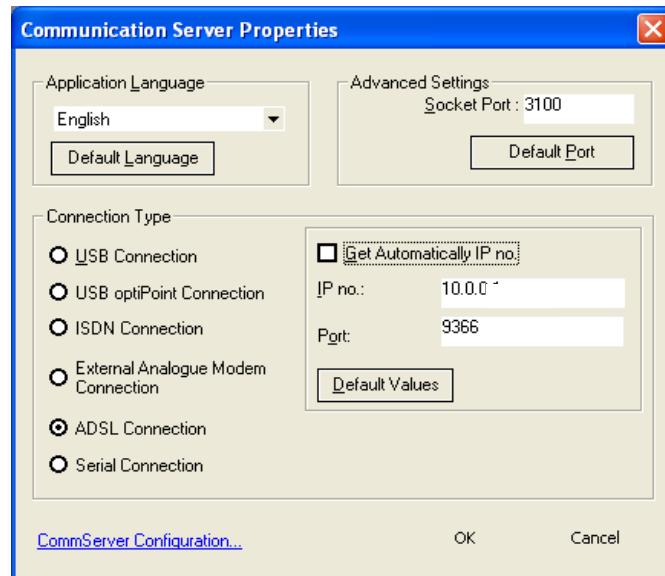 Communication Server Properties
Application Language
English
Default Language
Advanced Settings
Socket Port : 3100
Default Port
Connection Type
USB Connection
USB optiPoint Connection
ISDN Connection
External Analogue Modem
Connection
ADSL Connection
Serial Connection
Get Automatically IP no.
IP no.:
Port: 9366
Default Values
CommServer Configuration...
OK Cancel